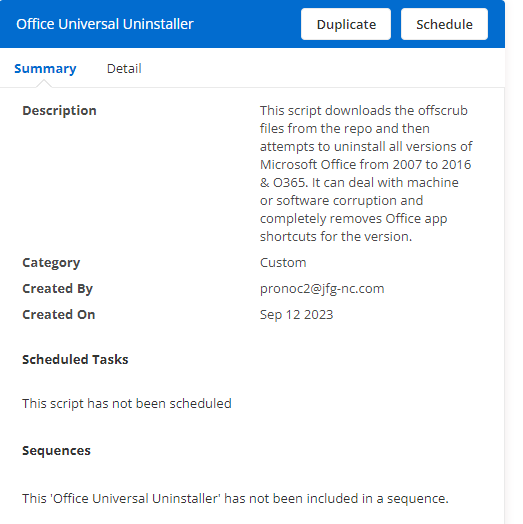 Office Universal Uninstaller
Duplicate
Schedule
Summary
Detail
Description
This script downloads the offscrub
files from the repo and then
attempts to uninstall all versions of
Microsoft Office from 2007 to 2016
& O365. It can deal with machine
or software corruption and
completely removes Office app
shortcuts for the version.
Category
Custom
Created By
pronoc2@jfg-nc.com
Created On
Sep 12 2023
Scheduled Tasks
This script has not been scheduled
Sequences
This 'Office Universal Uninstaller' has not been included in a sequence.